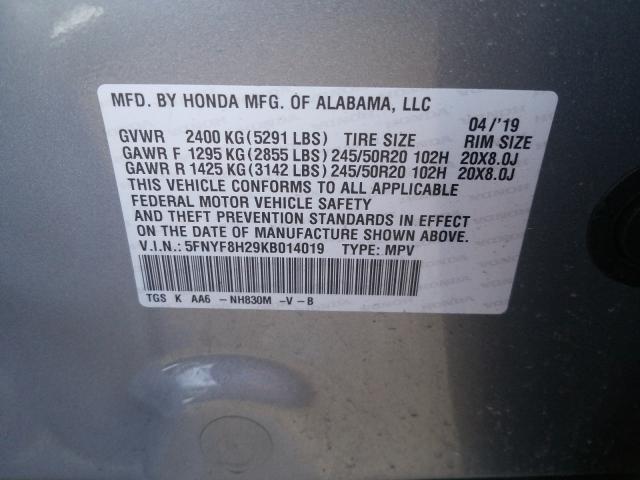 MFD. BY HONDA MFG. OF ALABAMA, LLC
04/'19
GVWR 2400 KG (5291 LBS) TIRE SIZE RIM SIZE
GAWR F 1295 KG (2855 LBS) 245/50R20 102H 20X8.0J
GAWR R 1425 KG (3142 LBS) 245/50R20 102H 20X8.0J
THIS VEHICLE CONFORMS TO ALL APPLICABLE
FEDERAL MOTOR VEHICLE SAFETY
AND THEFT PREVENTION STANDARDS IN EFFECT
ON THE DATE OF MANUFACTURE SHOWN ABOVE.
V.I.N.: 5FNYF8H29KB014019 TYPE: MPV
TGS K AA6 -NH830M -V-B